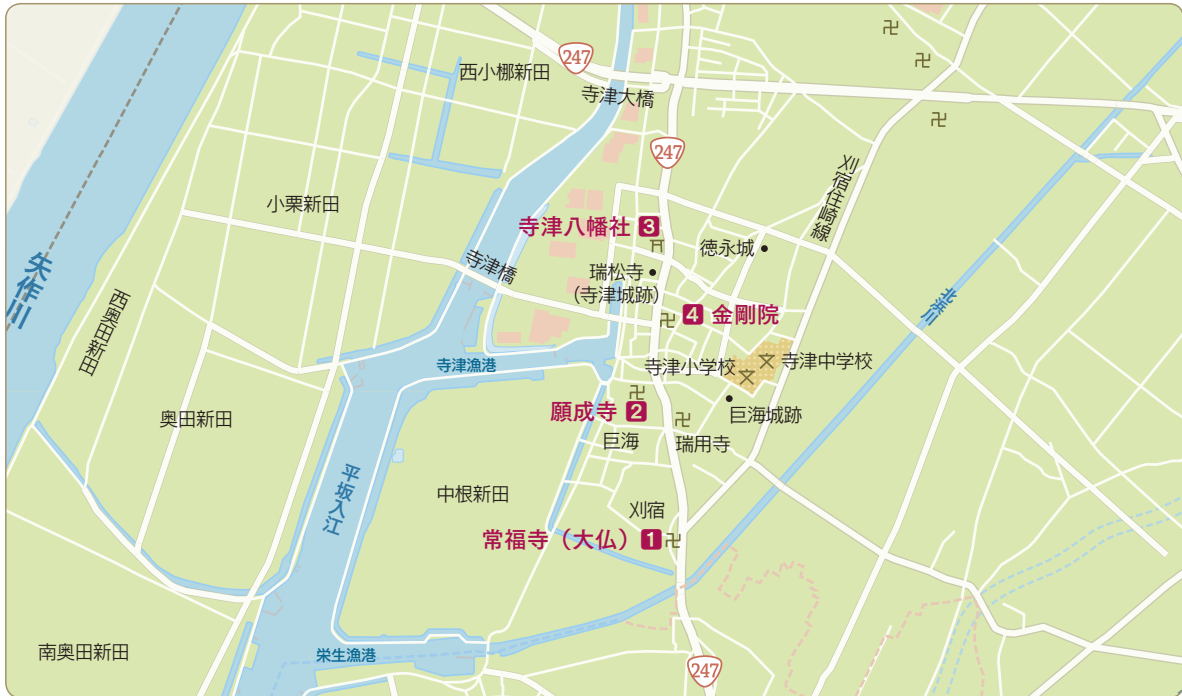 247
西小梛新田
寺津大橋
247
刈宿住崎線
小栗新田
寺津八幡社 3
徳永城
矢作川
寺津橋
瑞松寺
（寺津城跡）
北浜川
西奥田新田
4 金剛院
寺津漁港
寺津小学校
寺津中学校
願成寺 2
巨海城跡
奥田新田
巨海
瑞用寺
平坂入江
中根新田
刈宿
常福寺（大仏） 1
南奥田新田
栄生漁港
247